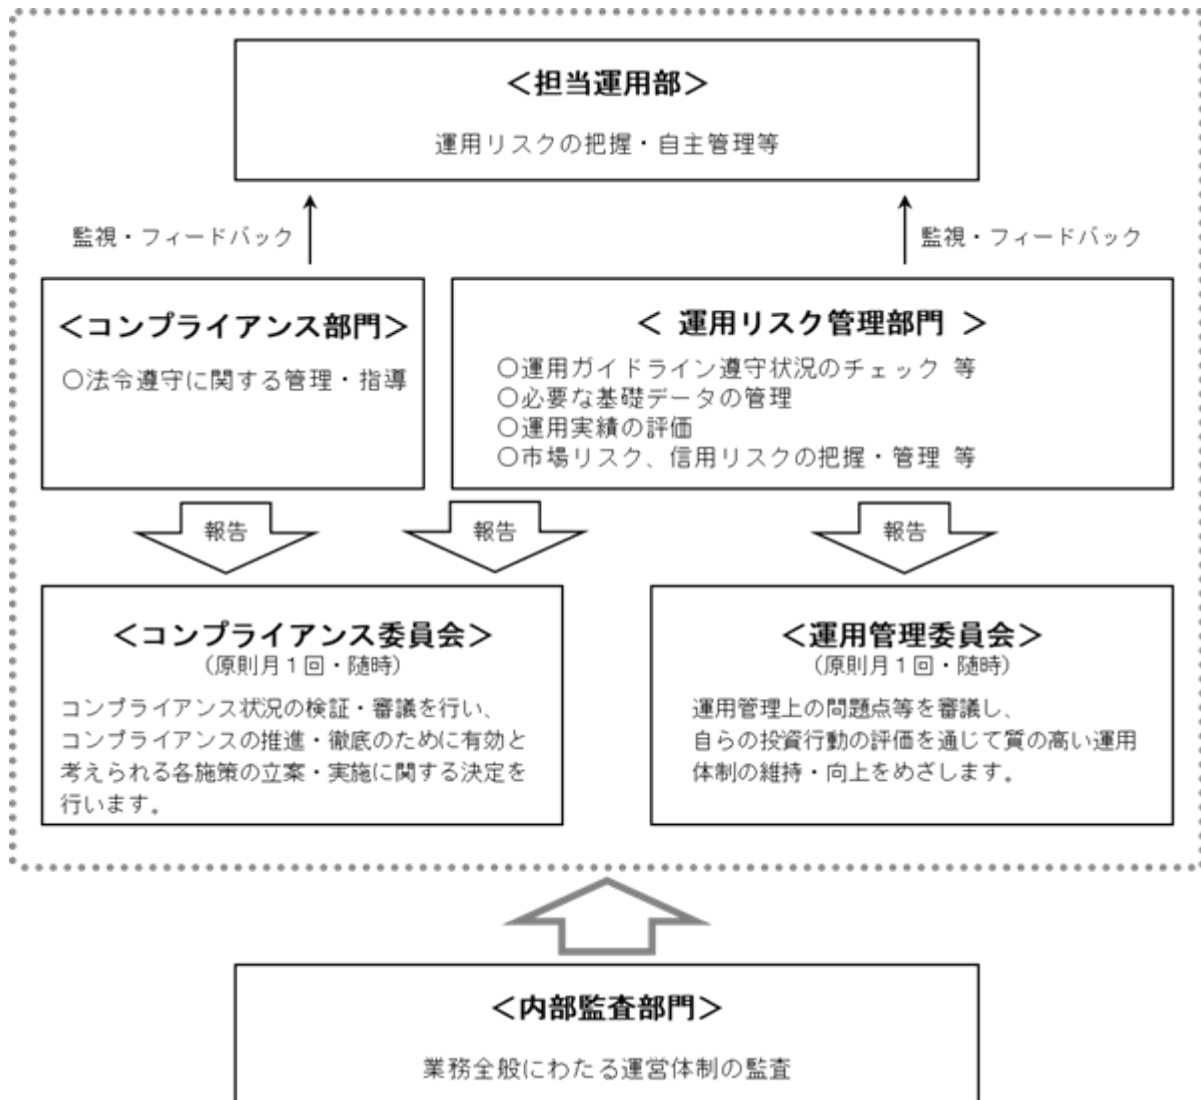 ＜担当運用部＞
運用リスクの把握・自主管理等
監視・フィードバック
監視・フィードバック
＜コンプライアンス部門＞
○法令遵守に関する管理・指導
＜ 運用リスク管理部門 ＞
○運用ガイドライン遵守状況のチェック 等
○必要な基礎データの管理
○運用実績の評価
○市場リスク、信用リスクの把握・管理 等
報告
報告
報告
＜コンプライアンス委員会＞
（原則月１回・随時）
コンプライアンス状況の検証・審議を行い、
コンプライアンスの推進・徹底のために有効と
考えられる各施策の立案・実施に関する決定を
行います。
＜運用管理委員会＞
（原則月１回・随時）
運用管理上の問題点等を審議し、
自らの投資行動の評価を通じて質の高い運用
体制の維持・向上をめざします。
＜内部監査部門＞
業務全般にわたる運営体制の監査